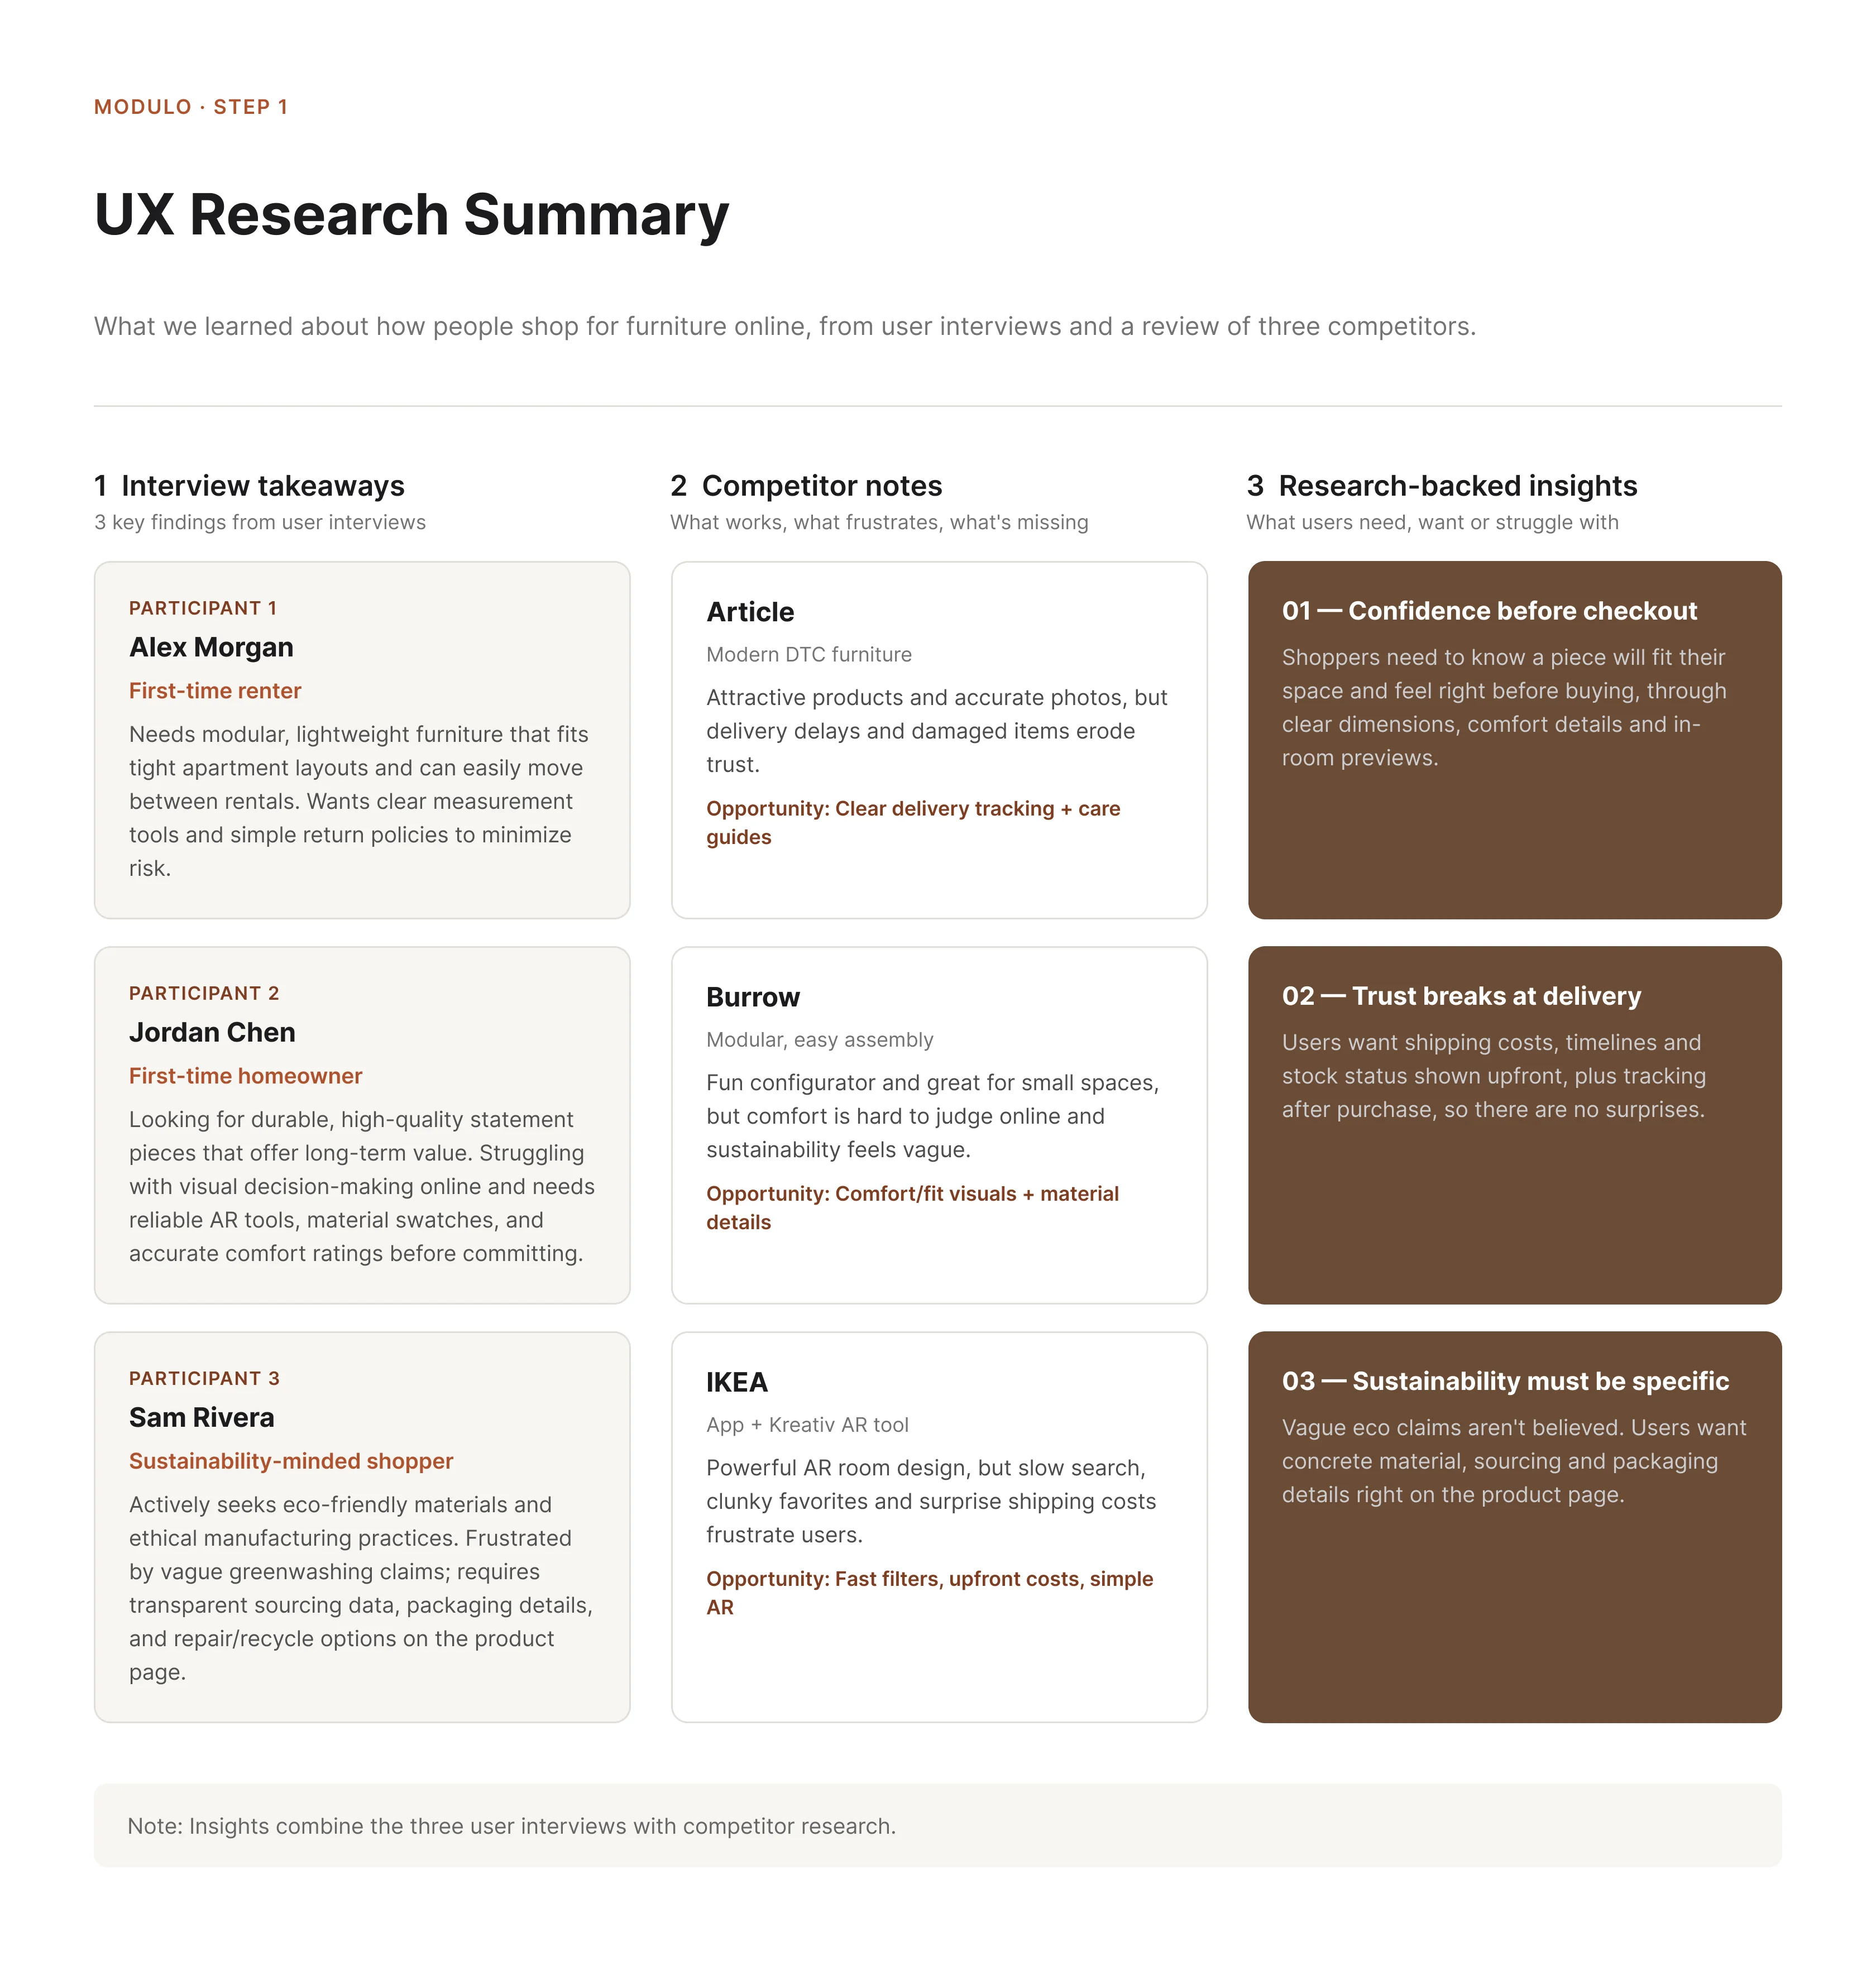 MODULO · STEP 1
UX Research Summary
What we learned about how people shop for furniture online, from user interviews and a review of three competitors.
1 Interview takeaways
3 key findings from user interviews
PARTICIPANT 1
Alex Morgan
First-time renter
Needs modular, lightweight furniture that fits
tight apartment layouts and can easily move
between rentals. Wants clear measurement
tools and simple return policies to minimize
risk.
PARTICIPANT 2
Jordan Chen
First-time homeowner
Looking for durable, high-quality statement
pieces that offer long-term value. Struggling
with visual decision-making online and needs
reliable AR tools, material swatches, and
accurate comfort ratings before committing.
PARTICIPANT 3
Sam Rivera
Sustainability-minded shopper
Actively seeks eco-friendly materials and
ethical manufacturing practices. Frustrated
by vague greenwashing claims; requires
transparent sourcing data, packaging details,
and repair/recycle options on the product
page.
2 Competitor notes
What works, what frustrates, what's missing
Article
Modern DTC furniture
Attractive products and accurate photos, but
delivery delays and damaged items erode
trust.
Opportunity: Clear delivery tracking + care
guides
Burrow
Modular, easy assembly
Fun configurator and great for small spaces,
but comfort is hard to judge online and
sustainability feels vague.
Opportunity: Comfort/fit visuals + material
details
IKEA
App + Kreativ AR tool
Powerful AR room design, but slow search,
clunky favorites and surprise shipping costs
frustrate users.
Opportunity: Fast filters, upfront costs, simple
AR
3 Research-backed insights
What users need, want or struggle with
01 — Confidence before checkout
Shoppers need to know a piece will fit their
space and feel right before buying, through
clear dimensions, comfort details and in-
room previews.
02 — Trust breaks at delivery
Users want shipping costs, timelines and
stock status shown upfront, plus tracking
after purchase, so there are no surprises.
03 — Sustainability must be specific
Vague eco claims aren't believed. Users want
concrete material, sourcing and packaging
details right on the product page.
Note: Insights combine the three user interviews with competitor research.